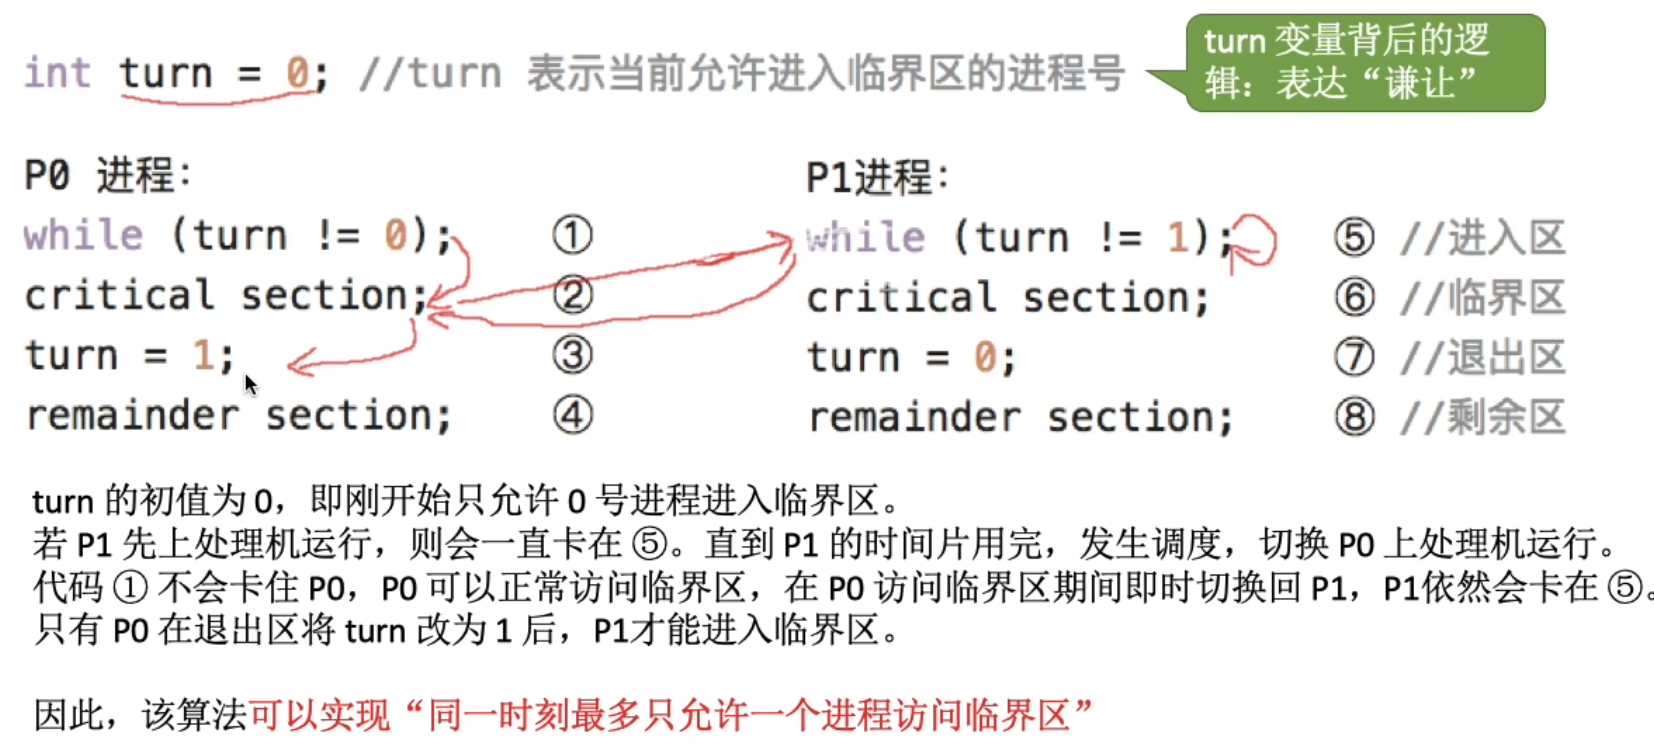 int turn = 0; //turn 表示当前允许进入临界区的进程号
turn 变量背后的逻
辑：表达“谦让”
P0 进程：
while (turn != 0); ①
critical section; ②
turn = 1; ③
remainder section; ④
P1进程：
while (turn != 1); ⑤ //进入区
critical section; ⑥ //临界区
turn = 0; ⑦ //退出区
remainder section; ⑧ //剩余区
turn 的初值为 0，即刚开始只允许 0 号进程进入临界区。
若 P1 先上处理机运行，则会一直卡在 ⑤。直到 P1 的时间片用完，发生调度，切换 P0 上处理机运行。
代码 ① 不会卡住 P0，P0 可以正常访问临界区，在 P0 访问临界区期间即时切换回 P1，P1依然会卡在 ⑤。
只有 P0 在退出区将 turn 改为 1 后，P1才能进入临界区。
因此，该算法可以实现“同一时刻最多只允许一个进程访问临界区”